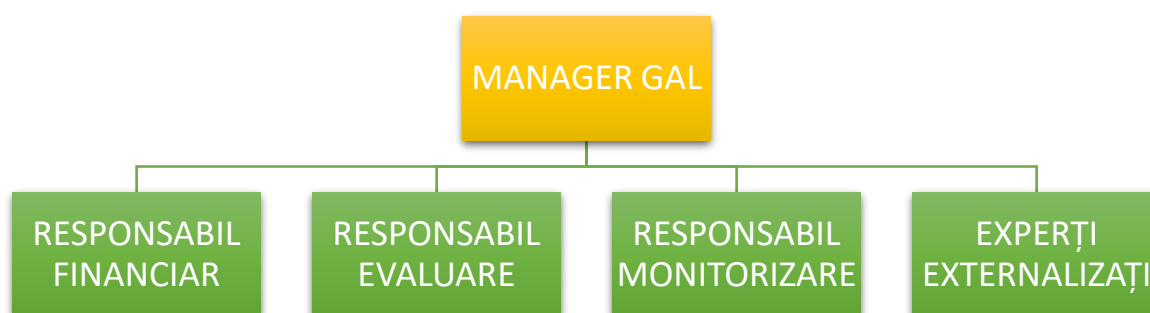 MANAGER GAL
RESPONSABIL
FINANCIAR
RESPONSABIL
EVALUARE
RESPONSABIL
MONITORIZARE
EXPERȚI
EXTERNALIZAȚI